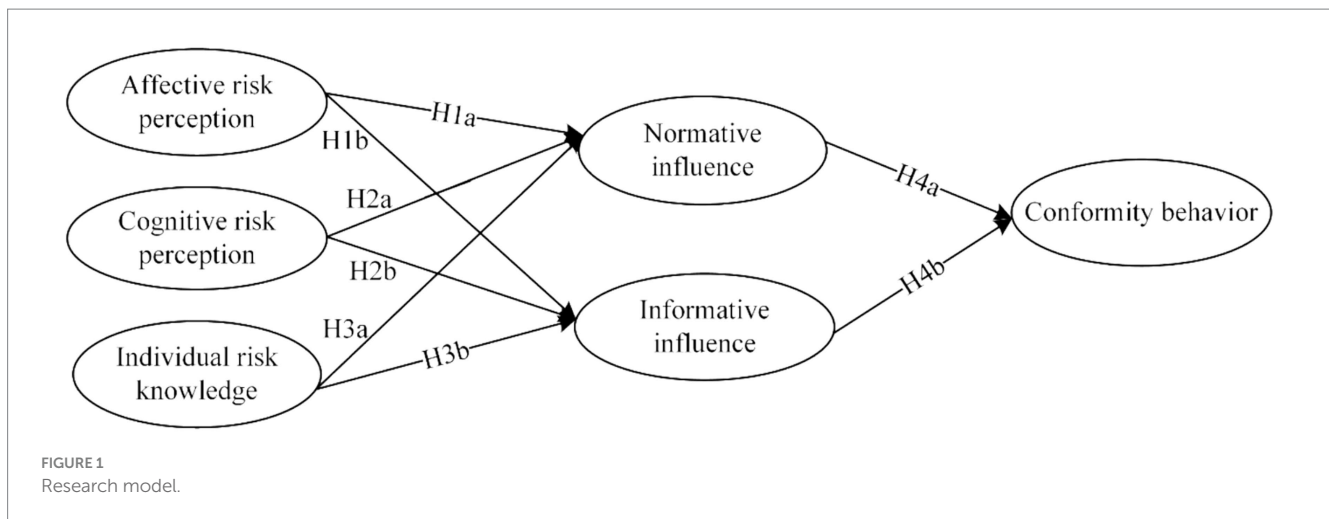 Affective risk
perception
Cognitive risk
perception
Individual risk
knowledge
H1a
H1b
H2a
H2b
H3a
H3b
Normative
influence
Informative
influence
H4a
H4b
Conformity behavior
FIGURE 1
Research model.